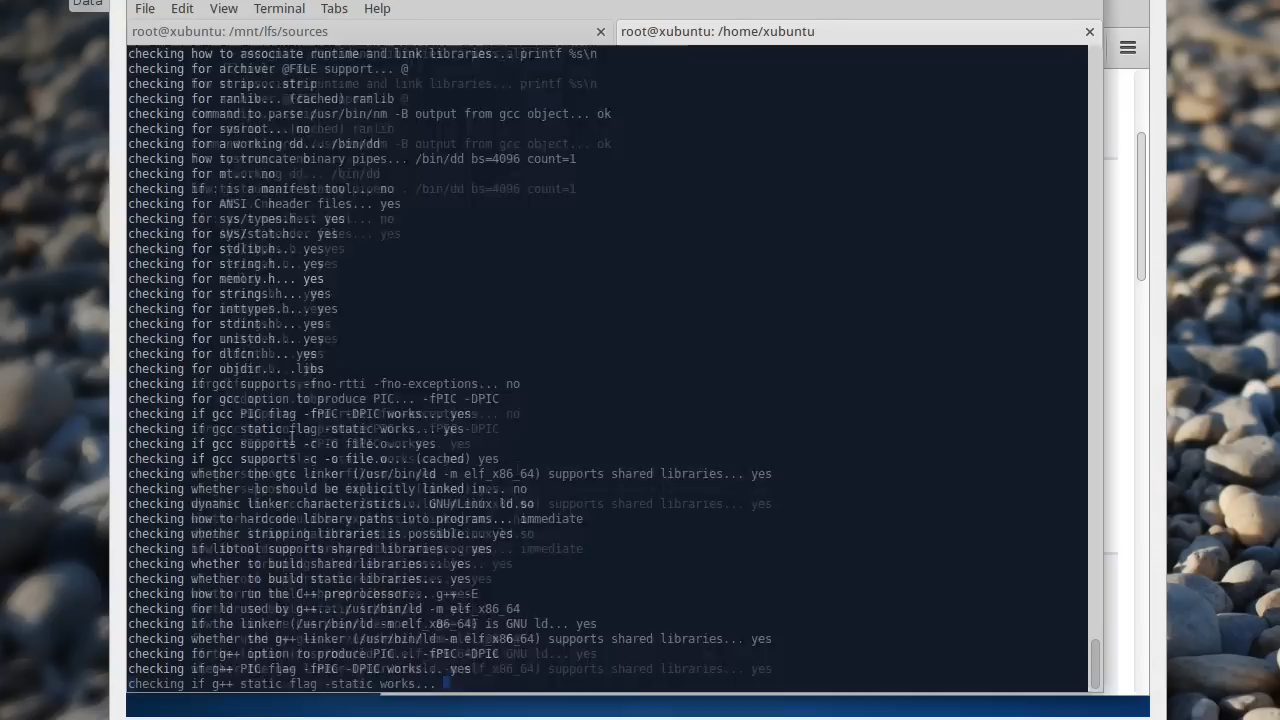 Data
File Edit View Terminal Tabs Help
root@xubuntu: /mnt/lfs/sources
root@xubuntu: /home/xubuntu
checking how to associate runtime and link libraries... printf %s\n
checking for archiver @FILE support... @
checking for strip... strip
checking for ranlib... (cached) ranlib
checking command to parse /usr/bin/nm -B output from gcc object... ok
checking for sysroot... no
checking for a working dd... /bin/dd
checking how to truncate binary pipes... /bin/dd bs=4096 count=1
checking for mt... no
checking if : is a manifest tool... no
checking for ANSI C header files... yes
checking for sys/types.h... yes
checking for sys/stat.h... yes
checking for stdlib.h... yes
checking for string.h... yes
checking for memory.h... yes
checking for strings.h... yes
checking for inttypes.h... yes
checking for stdint.h... yes
checking for unistd.h... yes
checking for dlfcn.h... yes
checking for objdir... .libs
checking if gcc supports -fno-rtti -fno-exceptions... no
checking for gcc option to produce PIC... -fPIC -DPIC
checking if gcc PIC flag -fPIC -DPIC works... yes
checking if gcc static flag -static works... yes
checking if gcc supports -c -o file.o... yes
checking if gcc supports -c -o file.o... (cached) yes
checking whether the gcc linker (/usr/bin/ld -m elf_x86_64) supports shared libraries... yes
checking whether -lc should be explicitly linked in... no
checking dynamic linker characteristics... GNU/Linux ld.so
checking how to hardcode library paths into programs... immediate
checking whether stripping libraries is possible... yes
checking if libtool supports shared libraries... yes
checking whether to build shared libraries... yes
checking whether to build static libraries... yes
checking how to run the C++ preprocessor... g++ -E
checking for ld used by g++... /usr/bin/ld -m elf_x86_64
checking if the linker (/usr/bin/ld -m elf_x86_64) is GNU ld... yes
checking whether the g++ linker (/usr/bin/ld -m elf_x86_64) supports shared libraries... yes
checking for g++ option to produce PIC... -fPIC -DPIC
checking if g++ PIC flag -fPIC -DPIC works... yes
checking if g++ static flag -static works...